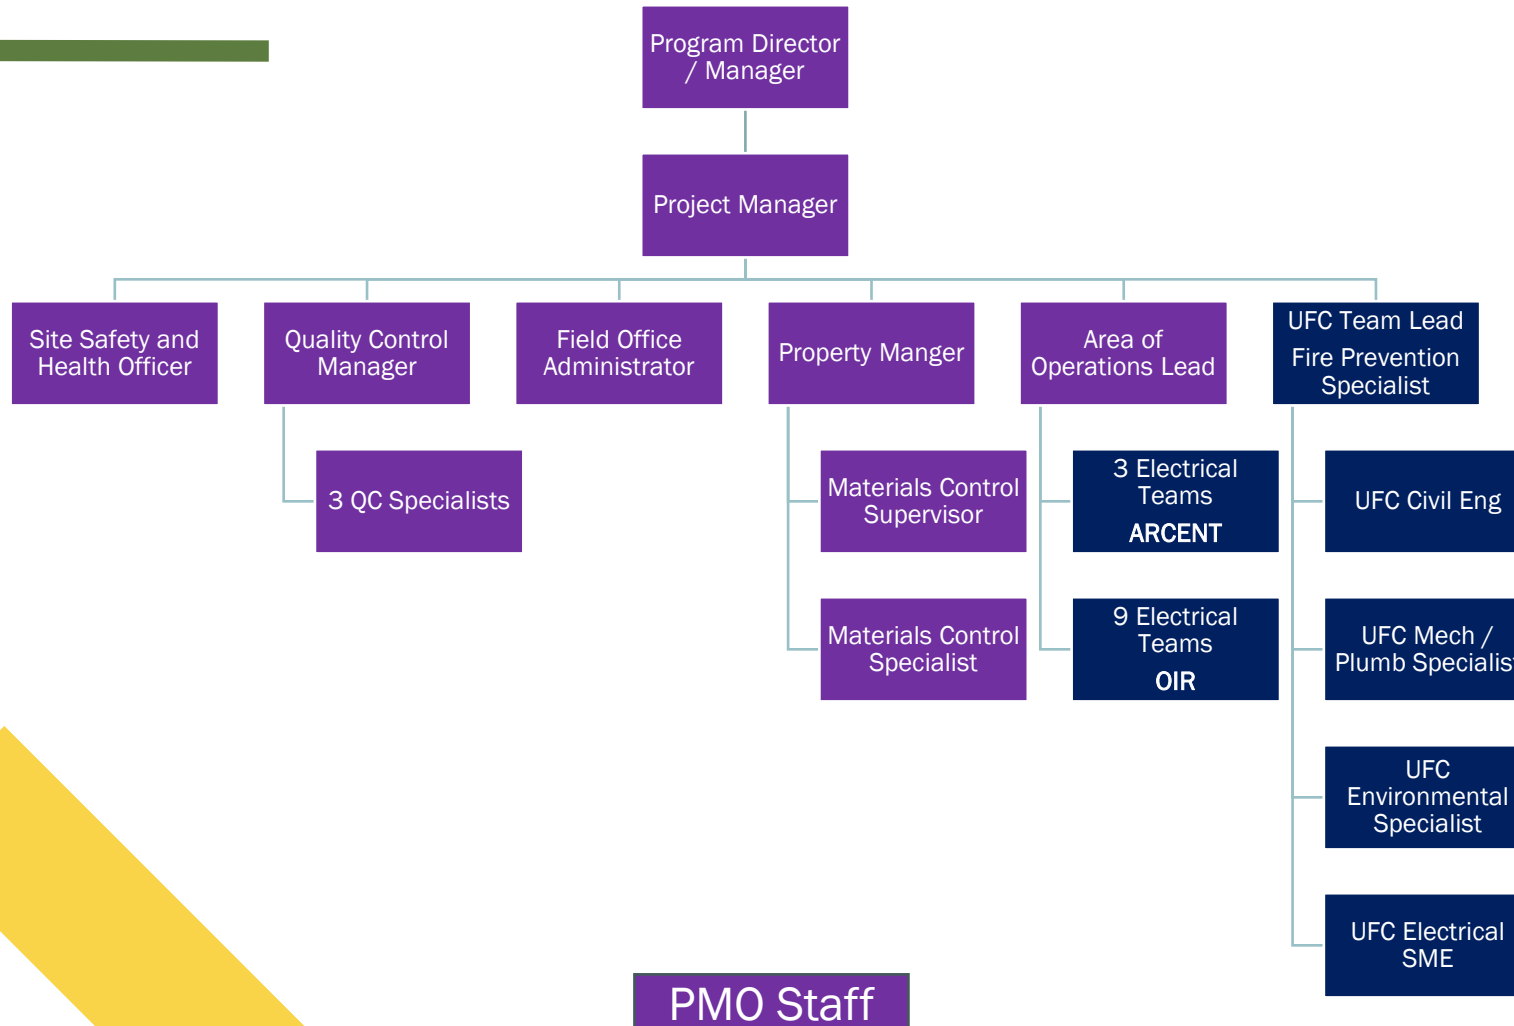 Program Director
/ Manager
Project Manager
Site Safety and
Health Officer
Quality Control
Manager
Field Office
Administrator
Property Manger
Area of
Operations Lead
UFC Team Lead
Fire Prevention
Specialist
3 QC Specialists
Materials Control
Supervisor
3 Electrical
Teams
ARCENT
UFC Civil Eng
Materials Control
Specialist
9 Electrical
Teams
OIR
UFC Mech /
Plumb Specialist
UFC
Environmental
Specialist
UFC Electrical
SME
PMO Staff